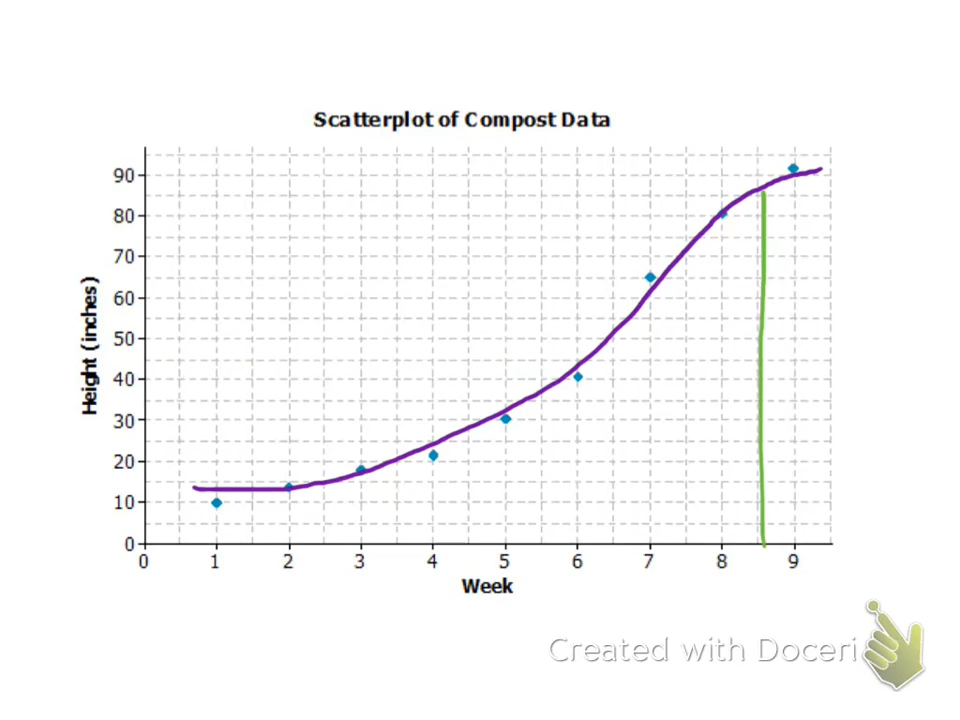 Scatterplot of Compost Data
90
80
70
60
50
40
30
20
10
0
Height (inches)
0 1 2 3 4 5 6 7 8 9
Week
Created with Doceri